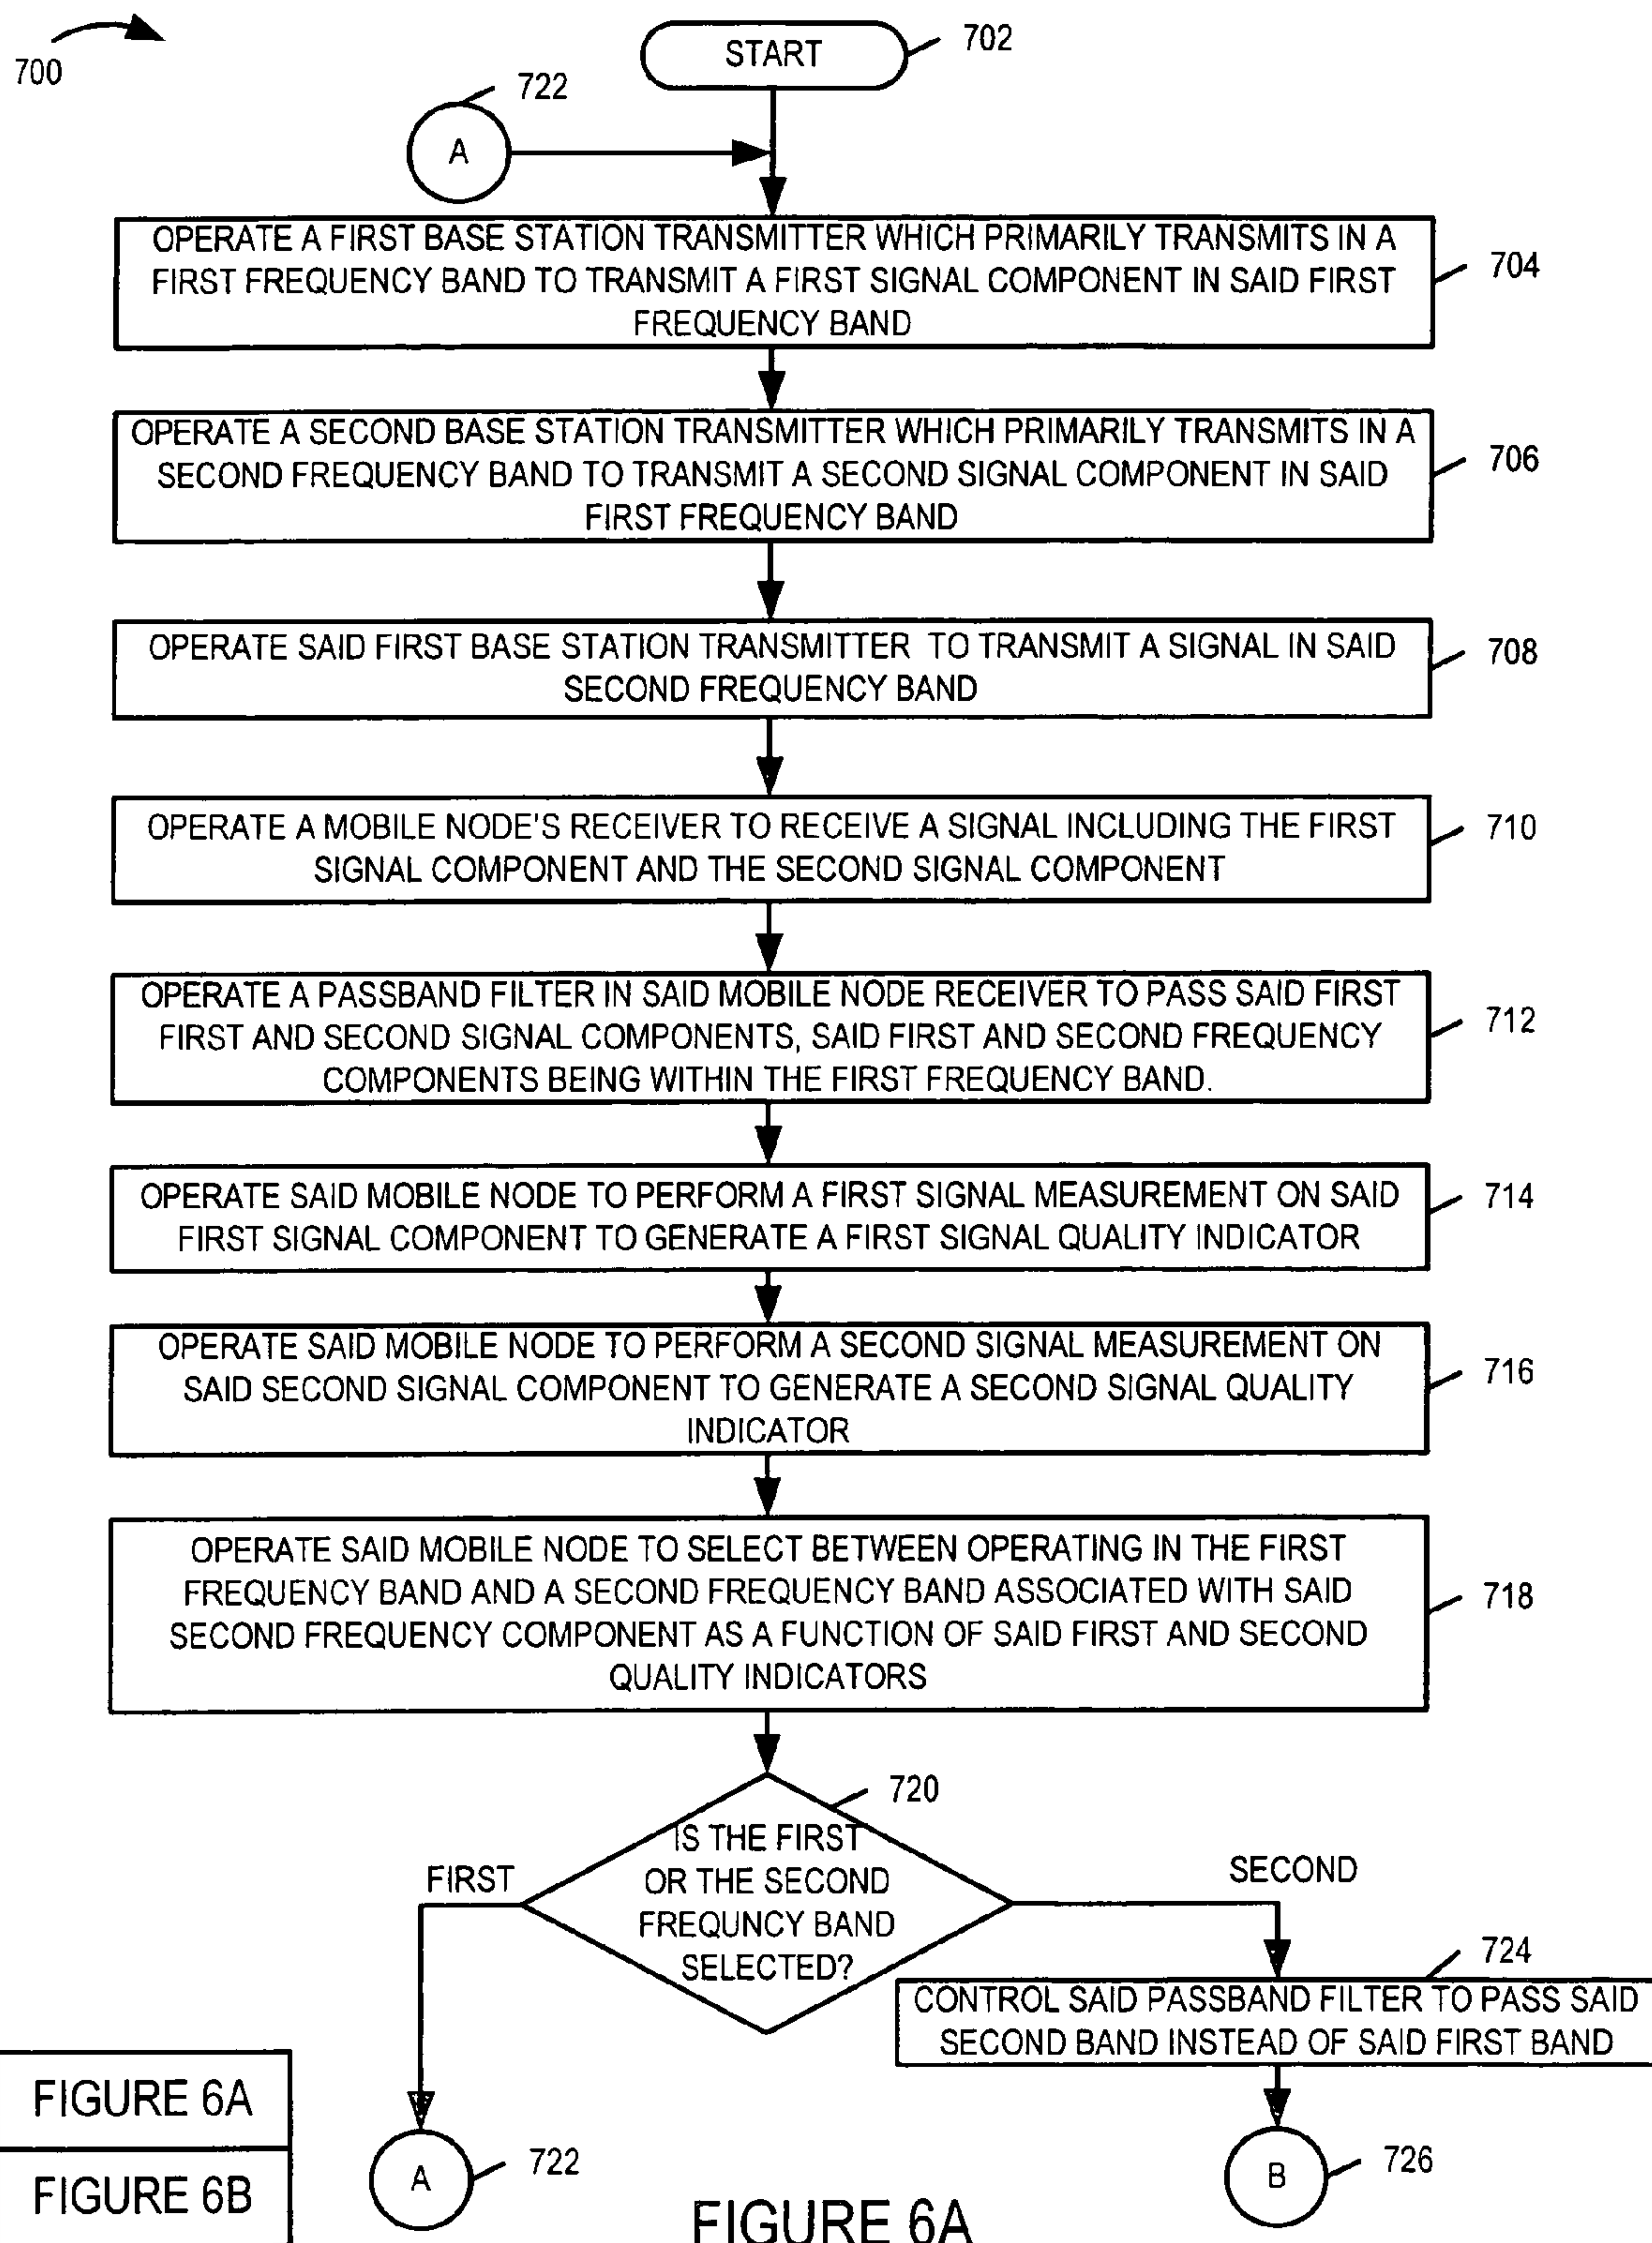 700
START
702
722
A
OPERATE A FIRST BASE STATION TRANSMITTER WHICH PRIMARILY TRANSMITS IN A
FIRST FREQUENCY BAND TO TRANSMIT A FIRST SIGNAL COMPONENT IN SAID FIRST
FREQUENCY BAND
704
OPERATE A SECOND BASE STATION TRANSMITTER WHICH PRIMARILY TRANSMITS IN A
SECOND FREQUENCY BAND TO TRANSMIT A SECOND SIGNAL COMPONENT IN SAID
FIRST FREQUENCY BAND
706
OPERATE SAID FIRST BASE STATION TRANSMITTER TO TRANSMIT A SIGNAL IN SAID
SECOND FREQUENCY BAND
708
OPERATE A MOBILE NODE'S RECEIVER TO RECEIVE A SIGNAL INCLUDING THE FIRST
SIGNAL COMPONENT AND THE SECOND SIGNAL COMPONENT
710
OPERATE A PASSBAND FILTER IN SAID MOBILE NODE RECEIVER TO PASS SAID FIRST
FIRST AND SECOND SIGNAL COMPONENTS, SAID FIRST AND SECOND FREQUENCY
COMPONENTS BEING WITHIN THE FIRST FREQUENCY BAND.
712
OPERATE SAID MOBILE NODE TO PERFORM A FIRST SIGNAL MEASUREMENT ON SAID
FIRST SIGNAL COMPONENT TO GENERATE A FIRST SIGNAL QUALITY INDICATOR
714
OPERATE SAID MOBILE NODE TO PERFORM A SECOND SIGNAL MEASUREMENT ON
SAID SECOND SIGNAL COMPONENT TO GENERATE A SECOND SIGNAL QUALITY
INDICATOR
716
OPERATE SAID MOBILE NODE TO SELECT BETWEEN OPERATING IN THE FIRST
FREQUENCY BAND AND A SECOND FREQUENCY BAND ASSOCIATED WITH SAID
SECOND FREQUENCY COMPONENT AS A FUNCTION OF SAID FIRST AND SECOND
QUALITY INDICATORS
718
720
IS THE FIRST
OR THE SECOND
FREQUNCY BAND
SELECTED?
FIRST
SECOND
724
CONTROL SAID PASSBAND FILTER TO PASS SAID
SECOND BAND INSTEAD OF SAID FIRST BAND
FIGURE 6A
FIGURE 6B
A
722
B
726
FIGURE 6A